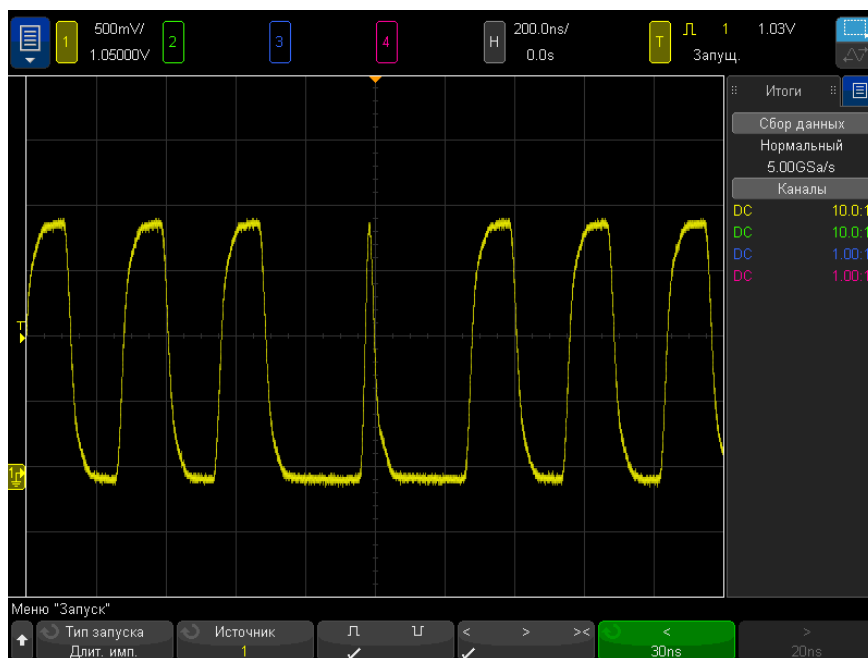 1 500mV/ 2 3 4 H 200.0ns/ T 1 1.03V
1.05000V 0.0s Запущ.
Итоги
Сбор данных
Нормальный
5.00GSa/s
Каналы
DC 10.0:1
DC 10.0:1
DC 1.00:1
DC 1.00:1
T
1
Меню "Запуск"
Тип запуска Источник < > >< < >
Длит. имп. 1 30ns 20ns